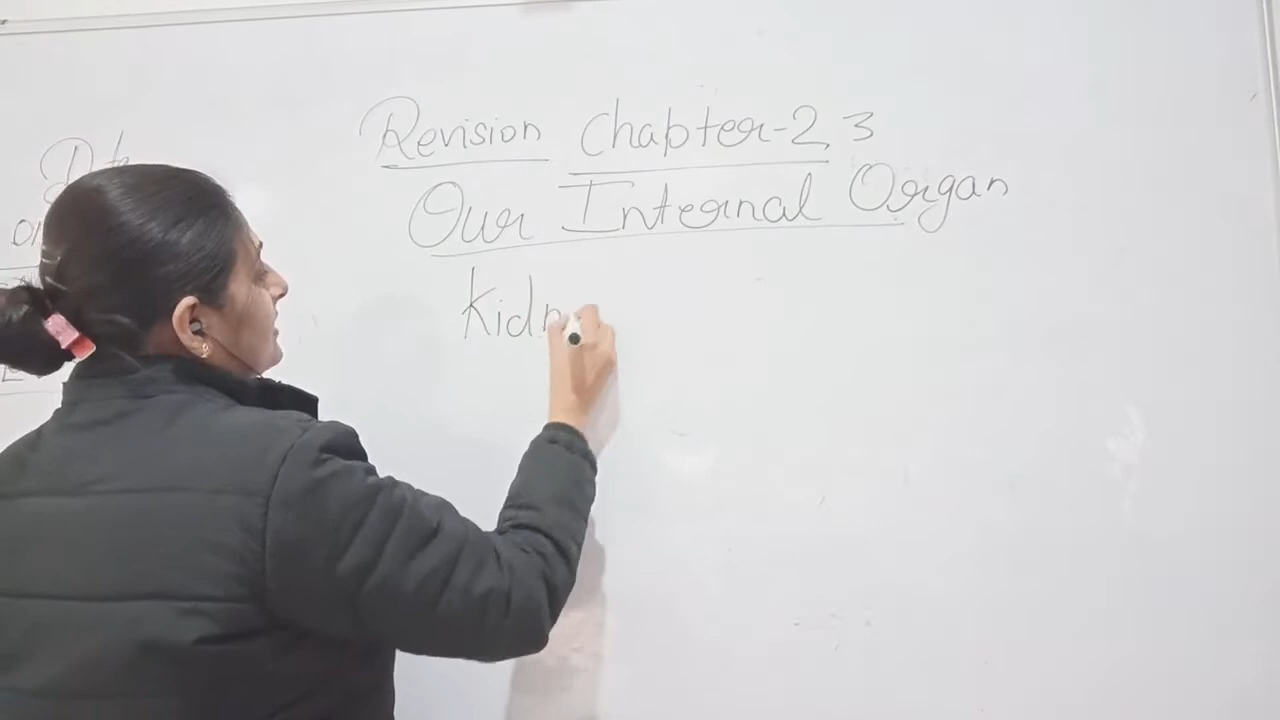 Revision Chapter-2, 3
Our Internal Organ
Kidn